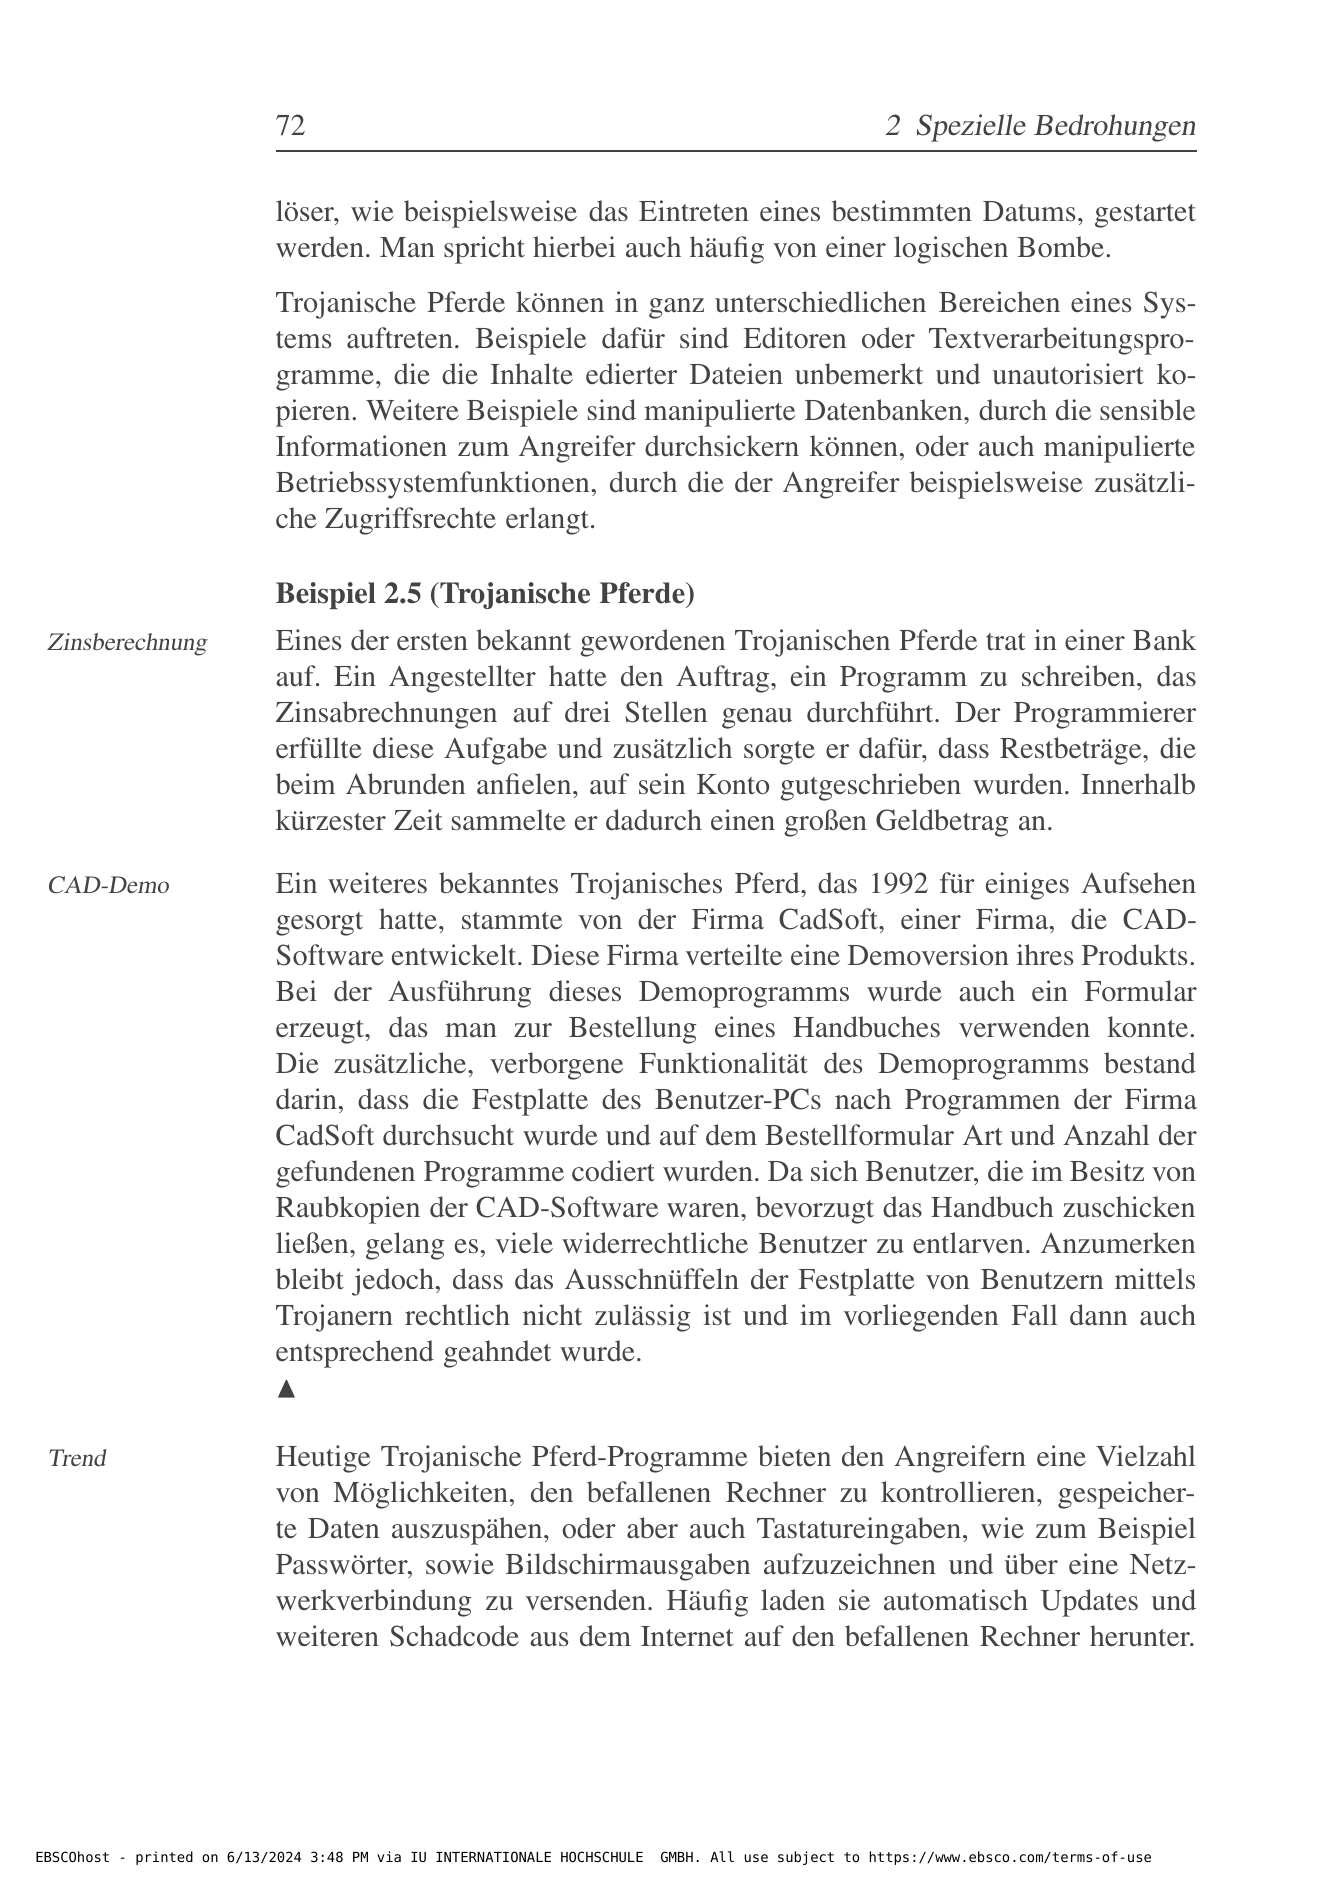 72 2 Spezielle Bedrohungen
löser, wie beispielsweise das Eintreten eines bestimmten Datums, gestartet
werden. Man spricht hierbei auch häufig von einer logischen Bombe.
Trojanische Pferde können in ganz unterschiedlichen Bereichen eines Sys-
tems auftreten. Beispiele dafür sind Editoren oder Textverarbeitungspro-
gramme, die die Inhalte edierter Dateien unbemerkt und unautorisiert ko-
pieren. Weitere Beispiele sind manipulierte Datenbanken, durch die sensible
Informationen zum Angreifer durchsickern können, oder auch manipulierte
Betriebssystemfunktionen, durch die der Angreifer beispielsweise zusätzli-
che Zugriffsrechte erlangt.
Beispiel 2.5 (Trojanische Pferde)
Zinsberechnung
Eines der ersten bekannt gewordenen Trojanischen Pferde trat in einer Bank
auf. Ein Angestellter hatte den Auftrag, ein Programm zu schreiben, das
Zinsabrechnungen auf drei Stellen genau durchführt. Der Programmierer
erfüllte diese Aufgabe und zusätzlich sorgte er dafür, dass Restbeträge, die
beim Abrunden anfielen, auf sein Konto gutgeschrieben wurden. Innerhalb
kürzester Zeit sammelte er dadurch einen großen Geldbetrag an.
CAD-Demo
Ein weiteres bekanntes Trojanisches Pferd, das 1992 für einiges Aufsehen
gesorgt hatte, stammte von der Firma CadSoft, einer Firma, die CAD-
Software entwickelt. Diese Firma verteilte eine Demoversion ihres Produkts.
Bei der Ausführung dieses Demoprogramms wurde auch ein Formular
erzeugt, das man zur Bestellung eines Handbuches verwenden konnte.
Die zusätzliche, verborgene Funktionalität des Demoprogramms bestand
darin, dass die Festplatte des Benutzer-PCs nach Programmen der Firma
CadSoft durchsucht wurde und auf dem Bestellformular Art und Anzahl der
gefundenen Programme codiert wurden. Da sich Benutzer, die im Besitz von
Raubkopien der CAD-Software waren, bevorzugt das Handbuch zuschicken
ließen, gelang es, viele widerrechtliche Benutzer zu entlarven. Anzumerken
bleibt jedoch, dass das Ausschnüffeln der Festplatte von Benutzern mittels
Trojanern rechtlich nicht zulässig ist und im vorliegenden Fall dann auch
entsprechend geahndet wurde.
▲
Trend
Heutige Trojanische Pferd-Programme bieten den Angreifern eine Vielzahl
von Möglichkeiten, den befallenen Rechner zu kontrollieren, gespeicher-
te Daten auszuspähen, oder aber auch Tastatureingaben, wie zum Beispiel
Passwörter, sowie Bildschirmausgaben aufzuzeichnen und über eine Netz-
werkverbindung zu versenden. Häufig laden sie automatisch Updates und
weiteren Schadcode aus dem Internet auf den befallenen Rechner herunter.
EBSCOhost - printed on 6/13/2024 3:48 PM via IU INTERNATIONALE HOCHSCHULE  GMBH. All use subject to https://www.ebsco.com/terms-of-use